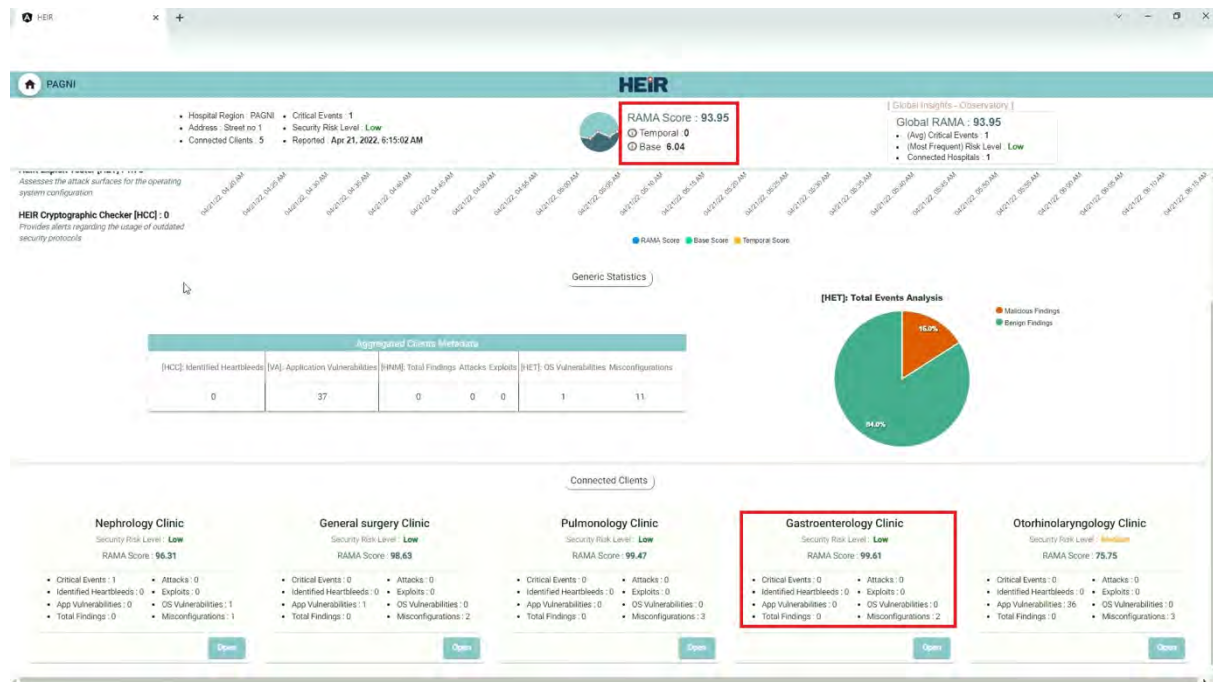 HEIR
PAGNI
HEiR
Hospital Region : PAGNI
Address : Street no 1
Connected Clients : 5
Critical Events : 1
Security Risk Level : Low
Reported : Apr 21, 2022, 6:15:02 AM
RAMA Score : 93.95
Temporal : 0
Base : 6.04
[ Global Insights - Observatory ]
Global RAMA : 93.95
(Avg) Critical Events : 1
(Most Frequent) Risk Level : Low
Connected Hospitals : 1
Assesses the attack surfaces for the operating
system configuration
HEIR Cryptographic Checker [HCC] : 0
Provides alerts regarding the usage of outdated
security protocols
RAMA Score Base Score Temporal Score
Generic Statistics
Aggregated Clients Metadata
[HCC]: Identified Heartbleeds [VA]: Application Vulnerabilities [HNM]: Total Findings Attacks Exploits [HET]: OS Vulnerabilities Misconfigurations
0 37 0 0 0 1 11
[HET]: Total Events Analysis
Malicious Findings
Benign Findings
16.0%
84.0%
Connected Clients
Nephrology Clinic
Security Risk Level : Low
RAMA Score : 96.31
Critical Events : 1
Identified Heartbleeds : 0
App Vulnerabilities : 0
Total Findings : 0
Attacks : 0
Exploits : 0
OS Vulnerabilities : 1
Misconfigurations : 1
Open
General surgery Clinic
Security Risk Level : Low
RAMA Score : 98.63
Critical Events : 0
Identified Heartbleeds : 0
App Vulnerabilities : 1
Total Findings : 0
Attacks : 0
Exploits : 0
OS Vulnerabilities : 0
Misconfigurations : 2
Open
Pulmonology Clinic
Security Risk Level : Low
RAMA Score : 99.47
Critical Events : 0
Identified Heartbleeds : 0
App Vulnerabilities : 0
Total Findings : 0
Attacks : 0
Exploits : 0
OS Vulnerabilities : 0
Misconfigurations : 3
Open
Gastroenterology Clinic
Security Risk Level : Low
RAMA Score : 99.61
Critical Events : 0
Identified Heartbleeds : 0
App Vulnerabilities : 0
Total Findings : 0
Attacks : 0
Exploits : 0
OS Vulnerabilities : 0
Misconfigurations : 2
Open
Otorhinolaryngology Clinic
Security Risk Level : Medium
RAMA Score : 75.75
Critical Events : 0
Identified Heartbleeds : 0
App Vulnerabilities : 36
Total Findings : 0
Attacks : 0
Exploits : 0
OS Vulnerabilities : 0
Misconfigurations : 3
Open